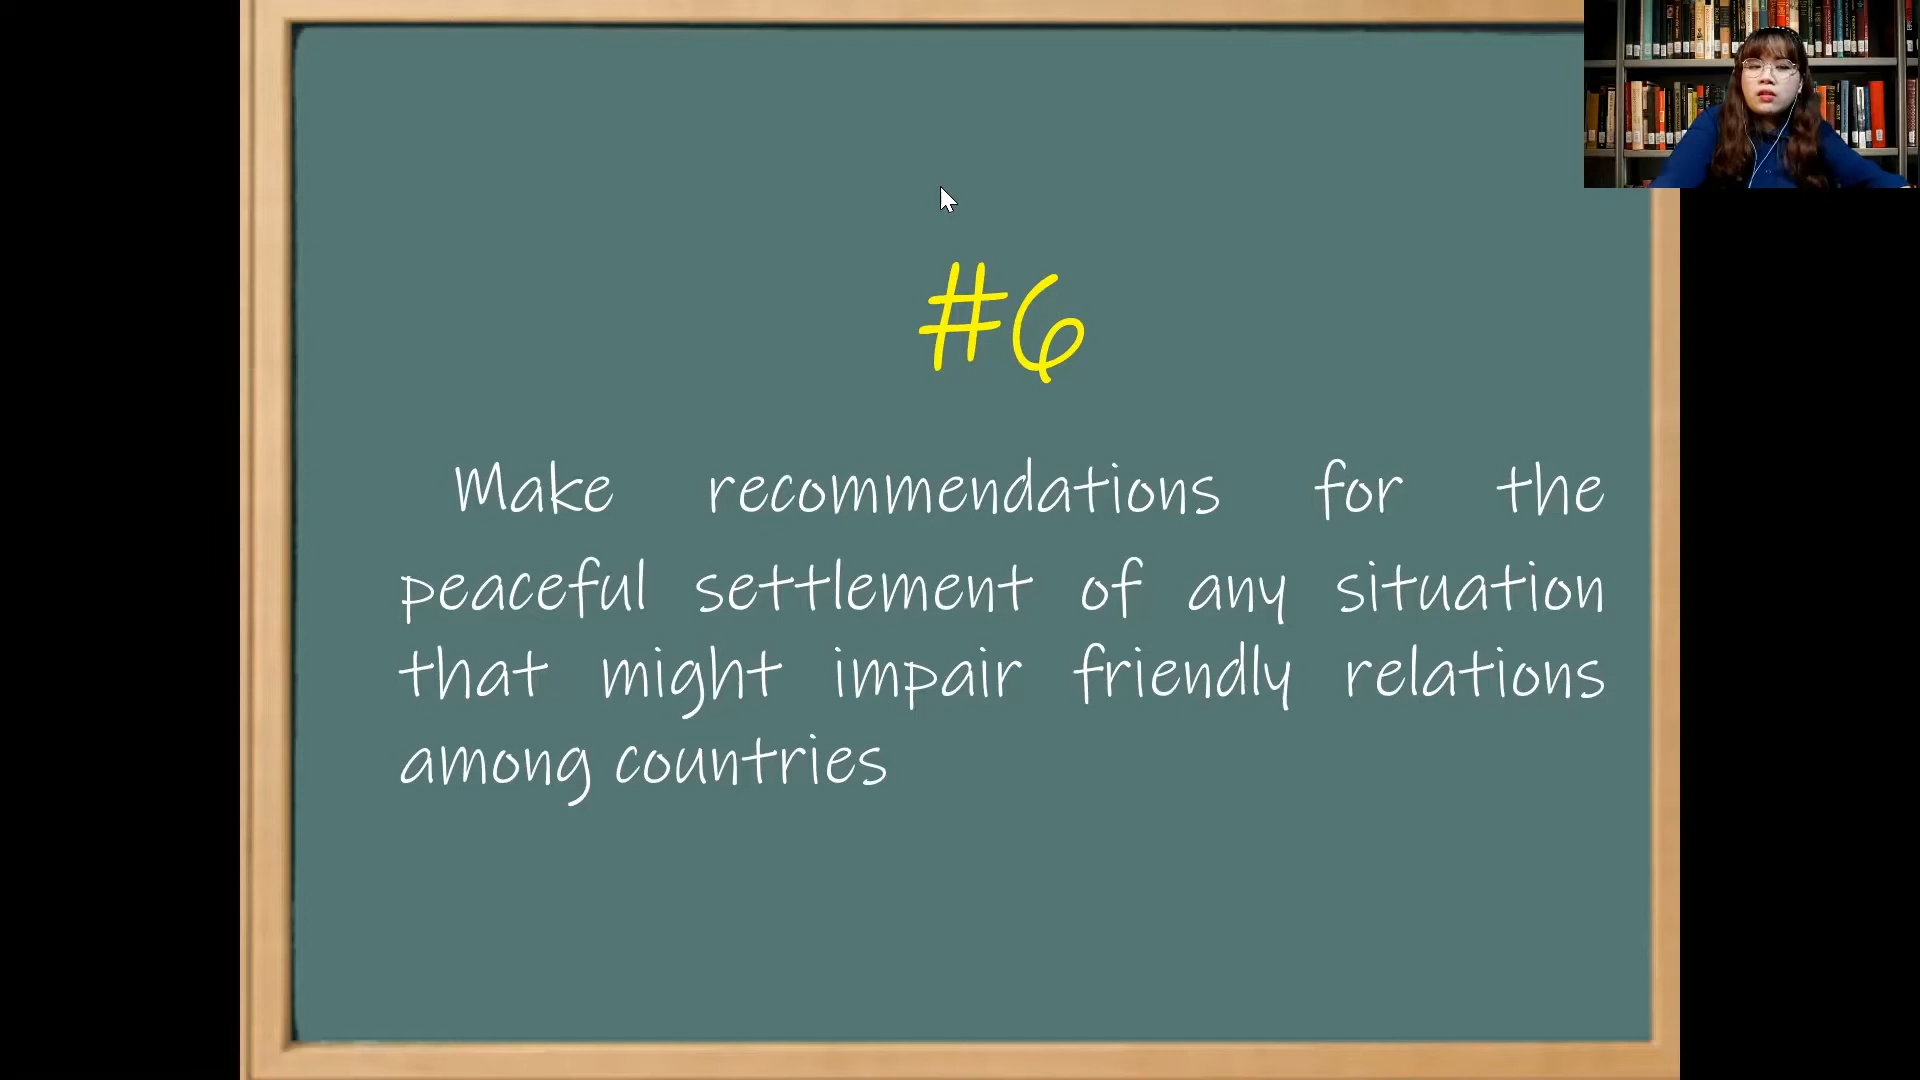 #6
Make recommendations for the
peaceful settlement of any situation
that might impair friendly relations
among countries